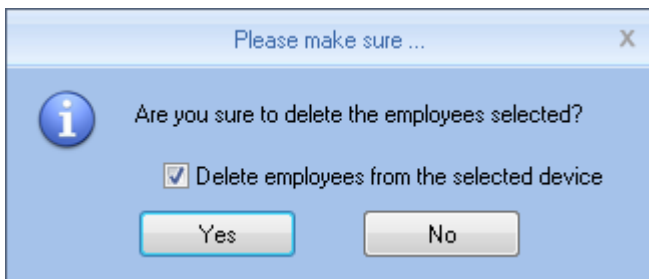 Please make sure ...
X
Are you sure to delete the employees selected?
Delete employees from the selected device
Yes
No